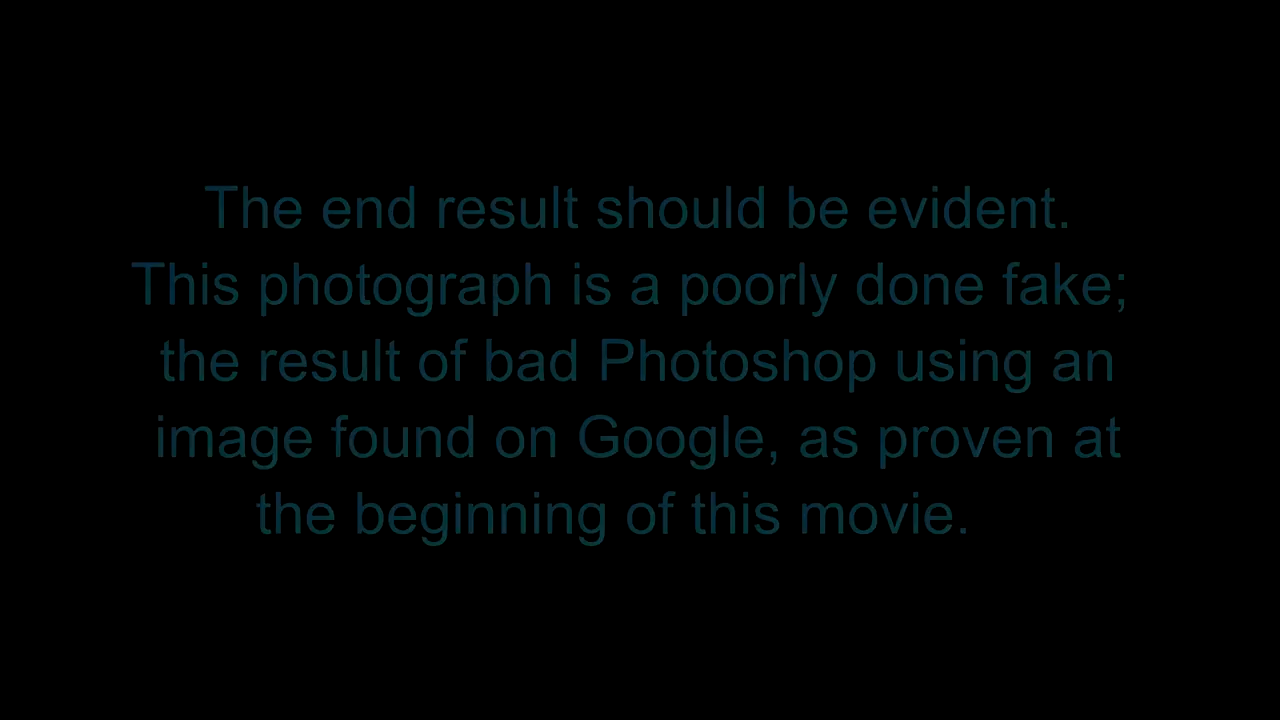 The end result should be evident.
This photograph is a poorly done fake;
the result of bad Photoshop using an
image found on Google, as proven at
the beginning of this movie.